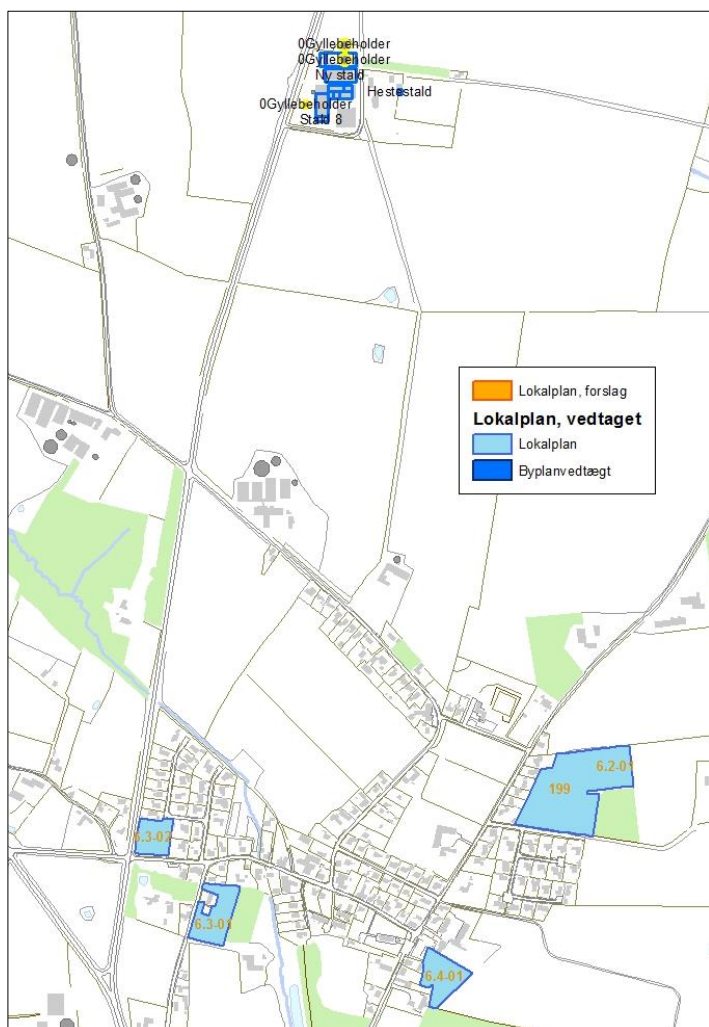 0Gyllebeholder
0Gyllebeholder
Ny stald
Hestestald
0Gyllebeholder
Stald 8
Lokalplan, forslag
Lokalplan, vedtaget
Lokalplan
Byplanvedtægt
6.2-01
199
6.3-02
6.3-01
6.4-01